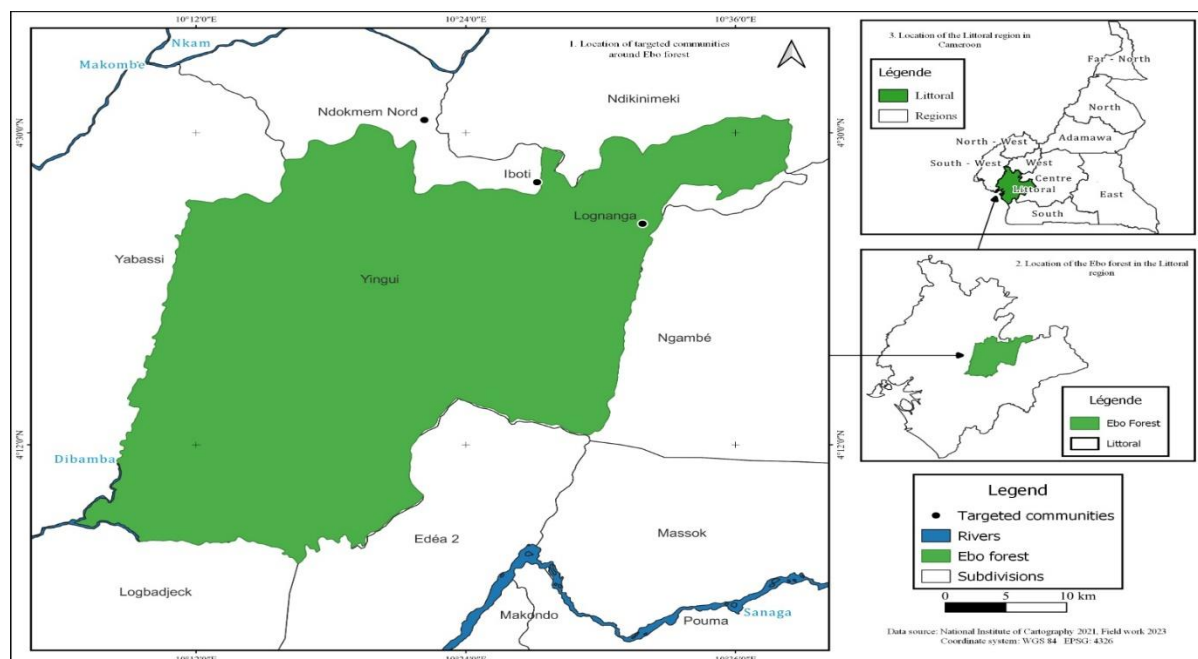 10°12'0"E 10°24'0"E 10°36'0"E
Nkam
Makombe
1. Location of targeted communities
around Ebo forest
Ndokmem Nord
Ndikinimeki
4°30'0"N
4°30'0"N
Iboti
Lognanga
Yabassi
Yingui
Ngambé
Dibamba
4°12'0"N
4°12'0"N
Edéa 2
Massok
Logbadjeck
Makondo
Pouma
Sanaga
3. Location of the Littoral region in
Cameroon
Légende
Littoral
Regions
Far - North
North
Adamawa
North - West
South - West
West
Centre
Littoral
East
South
2. Location of the Ebo forest in the Littoral
region
Légende
Ebo Forest
Littoral
Legend
Targeted communities
Rivers
Ebo forest
Subdivisions
0 5 10 km
Data source: National Institute of Cartography 2021, Field work 2023
Coordinate system: WGS 84 EPSG: 4326